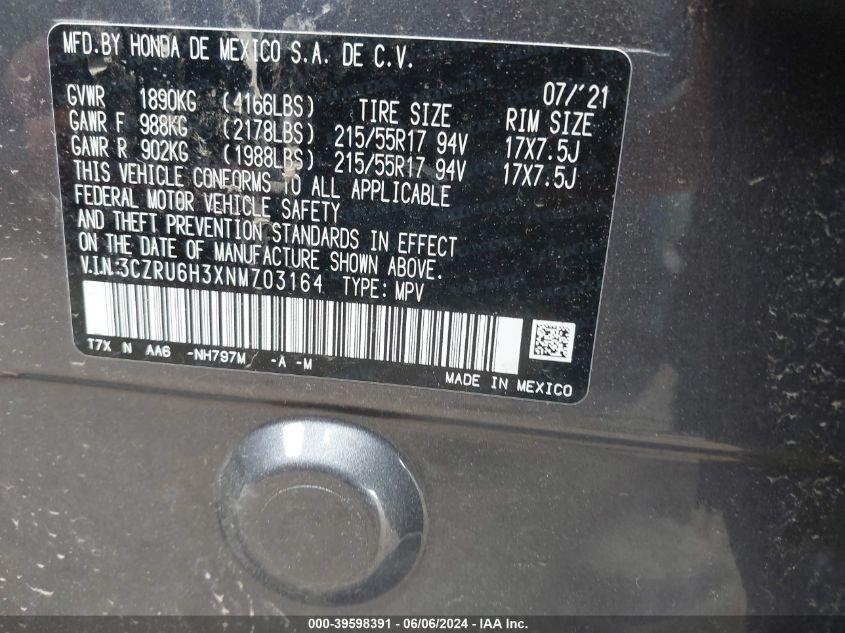 MFD.BY HONDA DE MEXICO S.A. DE C.V.
07/'21
GVWR 1890KG (4166LBS) TIRE SIZE RIM SIZE
GAWR F 988KG (2178LBS) 215/55R17 94V 17X7.5J
GAWR R 902KG (1988LBS) 215/55R17 94V 17X7.5J
THIS VEHICLE CONFORMS TO ALL APPLICABLE
FEDERAL MOTOR VEHICLE SAFETY
AND THEFT PREVENTION STANDARDS IN EFFECT
ON THE DATE OF MANUFACTURE SHOWN ABOVE.
V.I.N:3CZRU6H3XNM703164 TYPE: MPV
T7X N AA6 -NH797M -A -M
MADE IN MEXICO
000-39598391 - 06/06/2024 - IAA Inc.